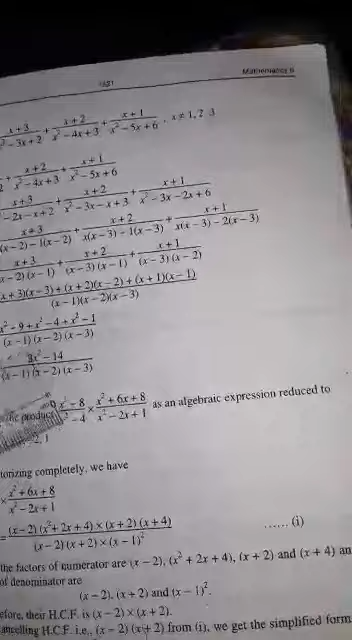 [33]
Mathematics 9
x+3/x²−3x+2 + x+2/x²−4x+3 + x+1/x²−5x+6, x≠1,2,3
+ x+2/x²−4x+3 + x+1/x²−5x+6
x+3/−2x−x+2 + x+2/x²−3x−x+3 + x+1/x²−3x−2x+6
x+3/(x−2)−1(x−2) + x+2/x(x−3)−1(x−3) + x+1/x(x−3)−2(x−3)
x+3/x−2)(x−1) + x+2/(x−3)(x−1) + x+1/(x−3)(x−2)
x+3)(x−3)+(x+2)(x−2)+(x+1)(x−1)/(x−1)(x−2)(x−3)
x²−9+x²−4+x²−1/(x−1)(x−2)(x−3)
3x²−14/(x−1)(x−2)(x−3)
the product −8/−4 × x²+6x+8/x²−2x+1 as an algebraic expression reduced to
−2, 1
torizing completely, we have
× x²+6x+8/x²−2x+1
= (x−2)(x²+2x+4)×(x+2)(x+4)/(x−2)(x+2)×(x−1)² ...... (i)
the factors of numerator are (x−2), (x²+2x+4), (x+2) and (x+4) an
of denominator are
(x−2), (x+2) and (x−1)².
efore, their H.C.F. is (x−2)×(x+2).
ancelling H.C.F. i.e., (x−2)(x+2) from (i), we get the simplified form